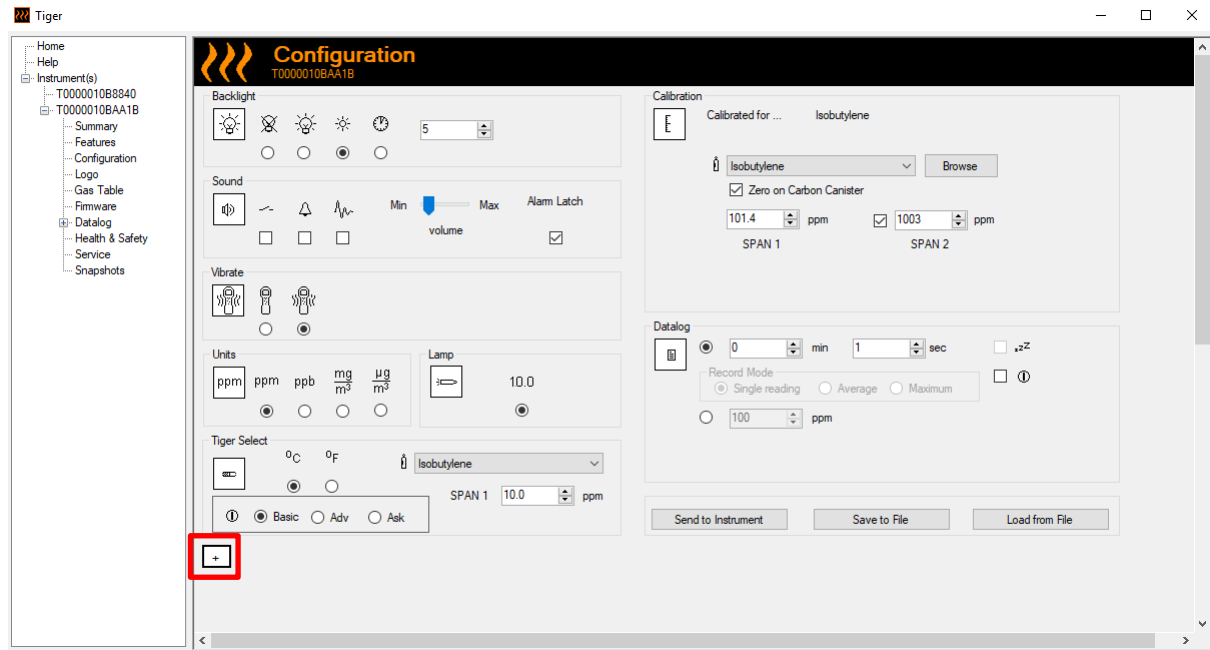 Tiger
Home
Help
Instrument(s)
T0000010B8840
T0000010BAA1B
Summary
Features
Configuration
Logo
Gas Table
Firmware
Datalog
Health & Safety
Service
Snapshots
Configuration
T0000010BAA1B
Backlight
5
Sound
Min Max Alarm Latch
volume
Vibrate
Units
ppm ppm ppb mg/m³ µg/m³
Lamp
10.0
Tiger Select
⁰C ⁰F Isobutylene
SPAN 1 10.0 ppm
Basic Adv Ask
+
Calibration
Calibrated for ... Isobutylene
Isobutylene Browse
Zero on Carbon Canister
101.4 ppm 1003 ppm
SPAN 1 SPAN 2
Datalog
0 min 1 sec zZZ
Record Mode
Single reading Average Maximum
100 ppm
Send to Instrument Save to File Load from File